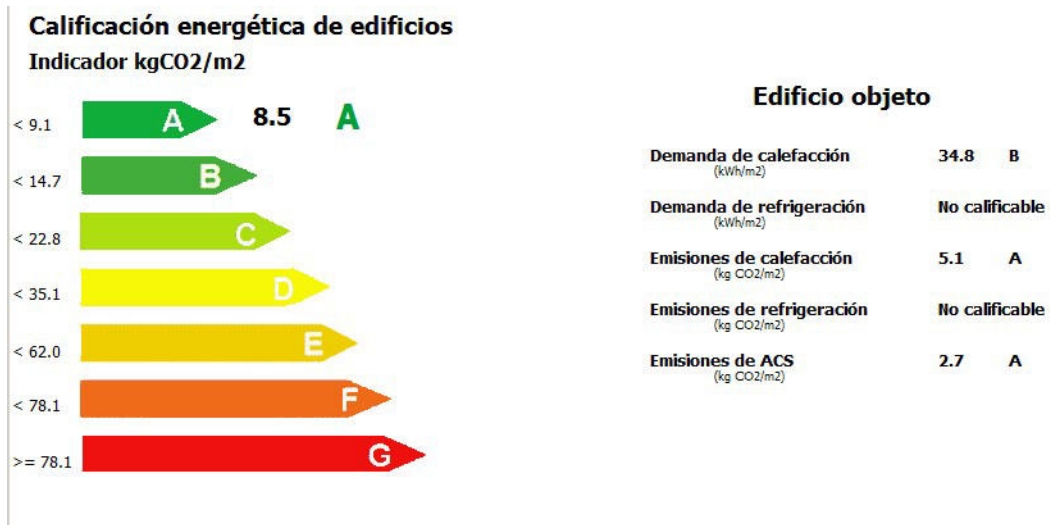 Calificación energética de edificios
Indicador kgCO2/m2
< 9.1 A 8.5 A
< 14.7 B
< 22.8 C
< 35.1 D
< 62.0 E
< 78.1 F
>= 78.1 G
Edificio objeto
Demanda de calefacción 34.8 B
(kWh/m2)
Demanda de refrigeración No calificable
(kWh/m2)
Emisiones de calefacción 5.1 A
(kg CO2/m2)
Emisiones de refrigeración No calificable
(kg CO2/m2)
Emisiones de ACS 2.7 A
(kg CO2/m2)